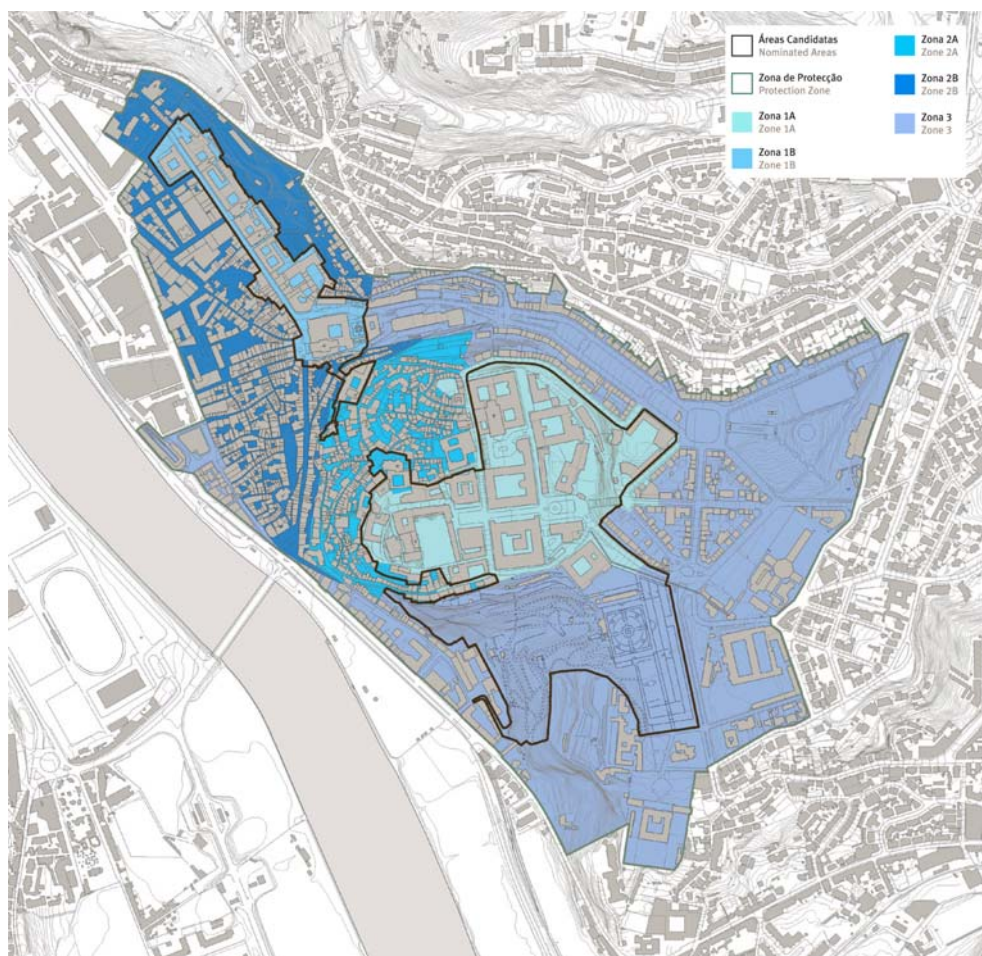 Áreas Candidatas
Nominated Areas
Zona de Protecção
Protection Zone
Zona 1A
Zone 1A
Zona 1B
Zone 1B
Zona 2A
Zone 2A
Zona 2B
Zone 2B
Zona 3
Zone 3